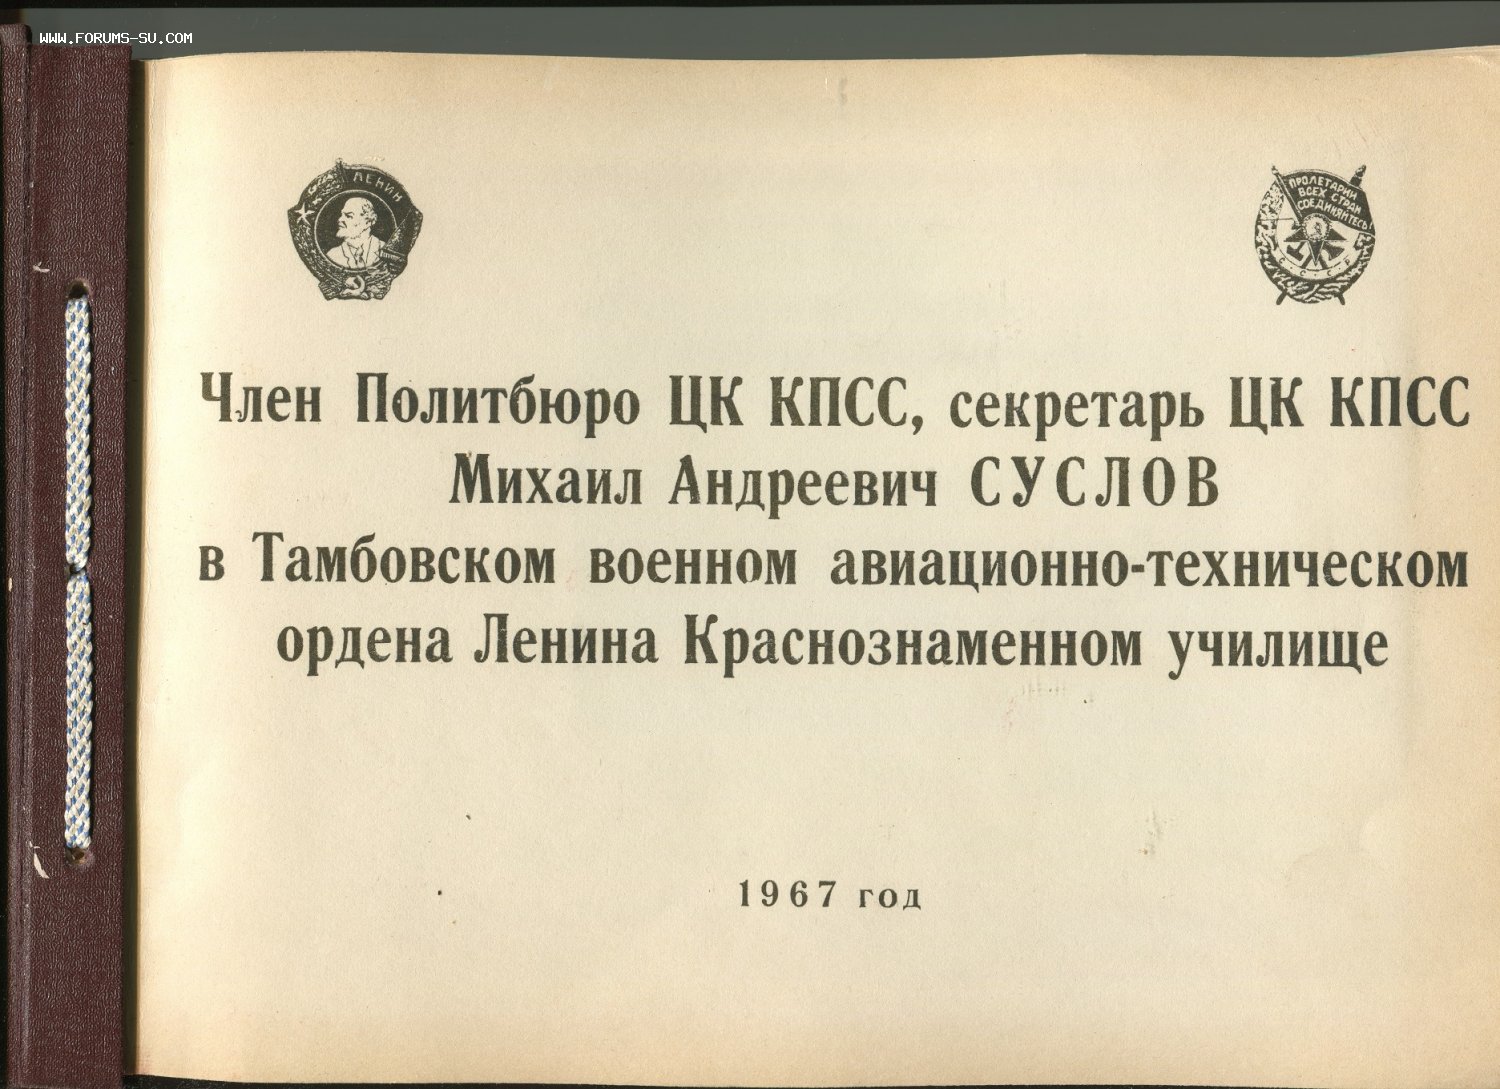 WWW.FORUMS-SU.COM
ЛЕНИН
ПРОЛЕТАРИИ
ВСЕХ СТРАН
СОЕДИНЯЙТЕСЬ!
С С С Р
Член Политбюро ЦК КПСС, секретарь ЦК КПСС
Михаил Андреевич СУСЛОВ
в Тамбовском военном авиационно-техническом
ордена Ленина Краснознаменном училище
1967 год